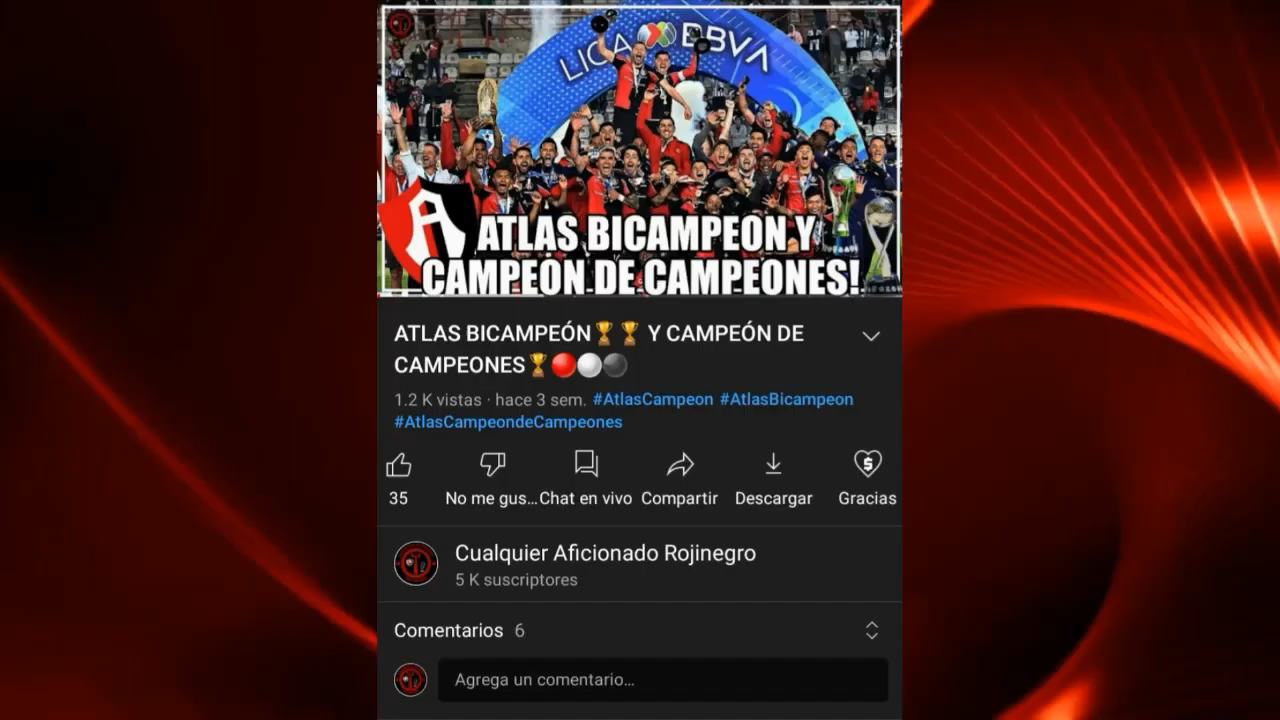 LIGA BBVA
A
ATLAS BICAMPEON Y
CAMPEÓN DE CAMPEONES!
ATLAS BICAMPEÓN🏆🏆 Y CAMPEÓN DE
CAMPEONES🏆🔴⚪⚫
1.2 K vistas · hace 3 sem. #AtlasCampeon #AtlasBicampeon
#AtlasCampeondeCampeones
35
No me gus...
Chat en vivo
Compartir
Descargar
Gracias
Cualquier Aficionado Rojinegro
5 K suscriptores
Comentarios 6
Agrega un comentario...